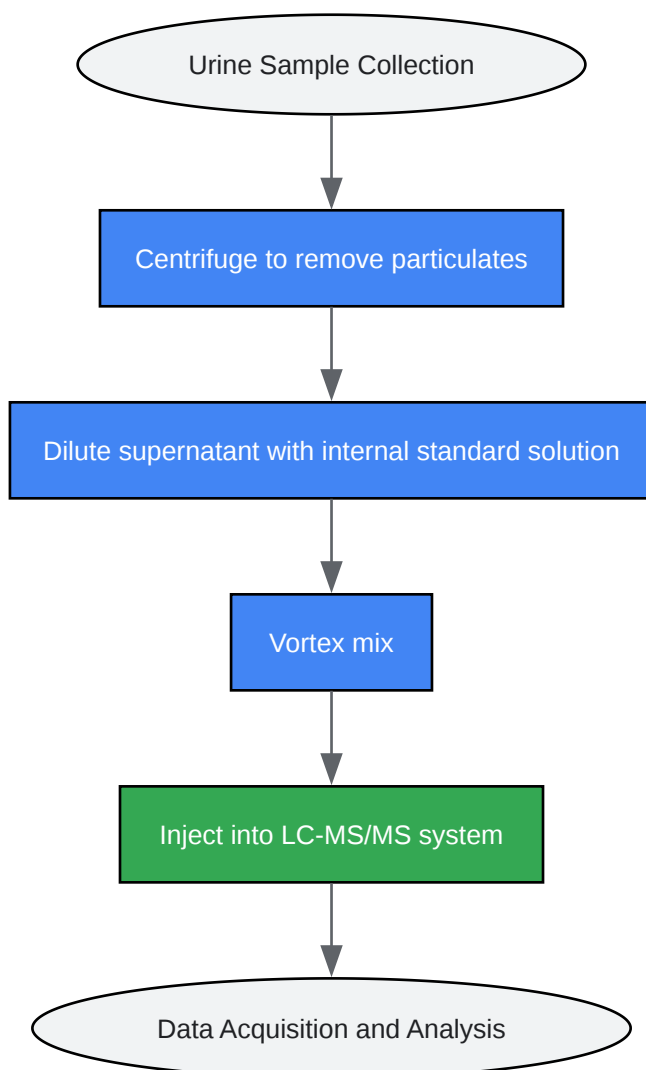 Urine Sample Collection
Centrifuge to remove particulates
Dilute supernatant with internal standard solution
Vortex mix
Inject into LC-MS/MS system
Data Acquisition and Analysis